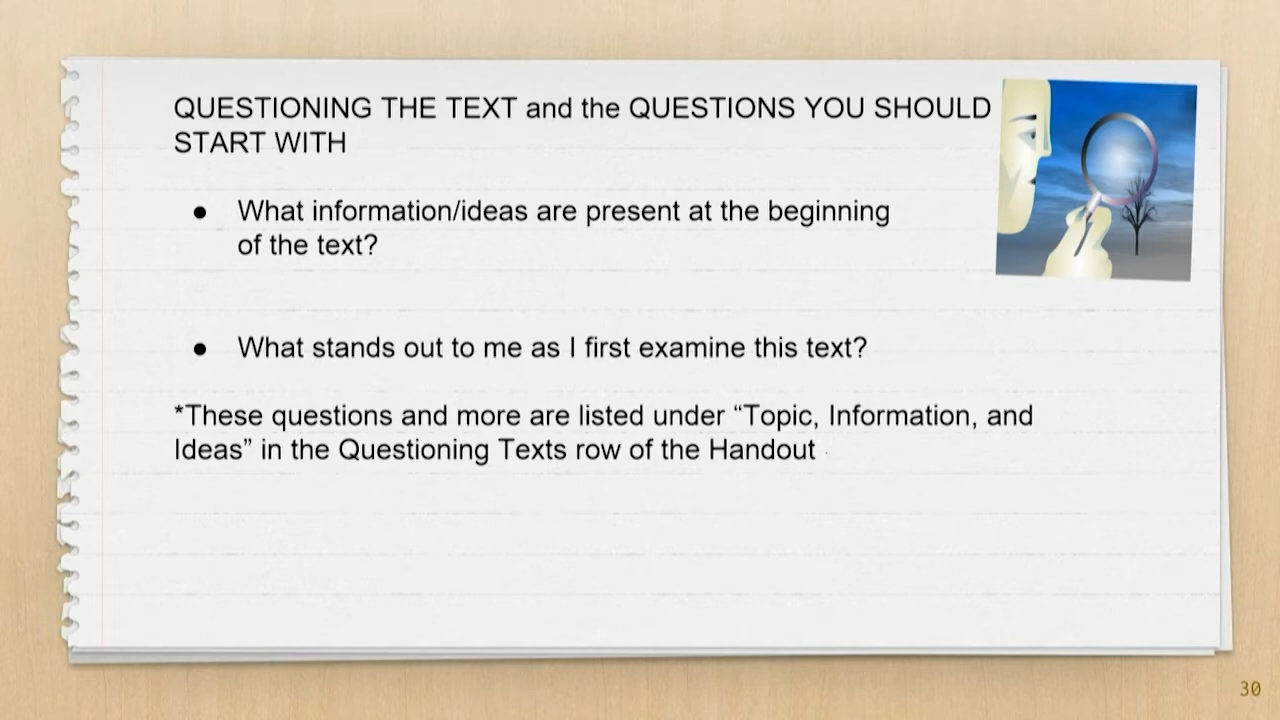 QUESTIONING THE TEXT and the QUESTIONS YOU SHOULD
START WITH
● What information/ideas are present at the beginning
of the text?
● What stands out to me as I first examine this text?
*These questions and more are listed under “Topic, Information, and
Ideas” in the Questioning Texts row of the Handout
30